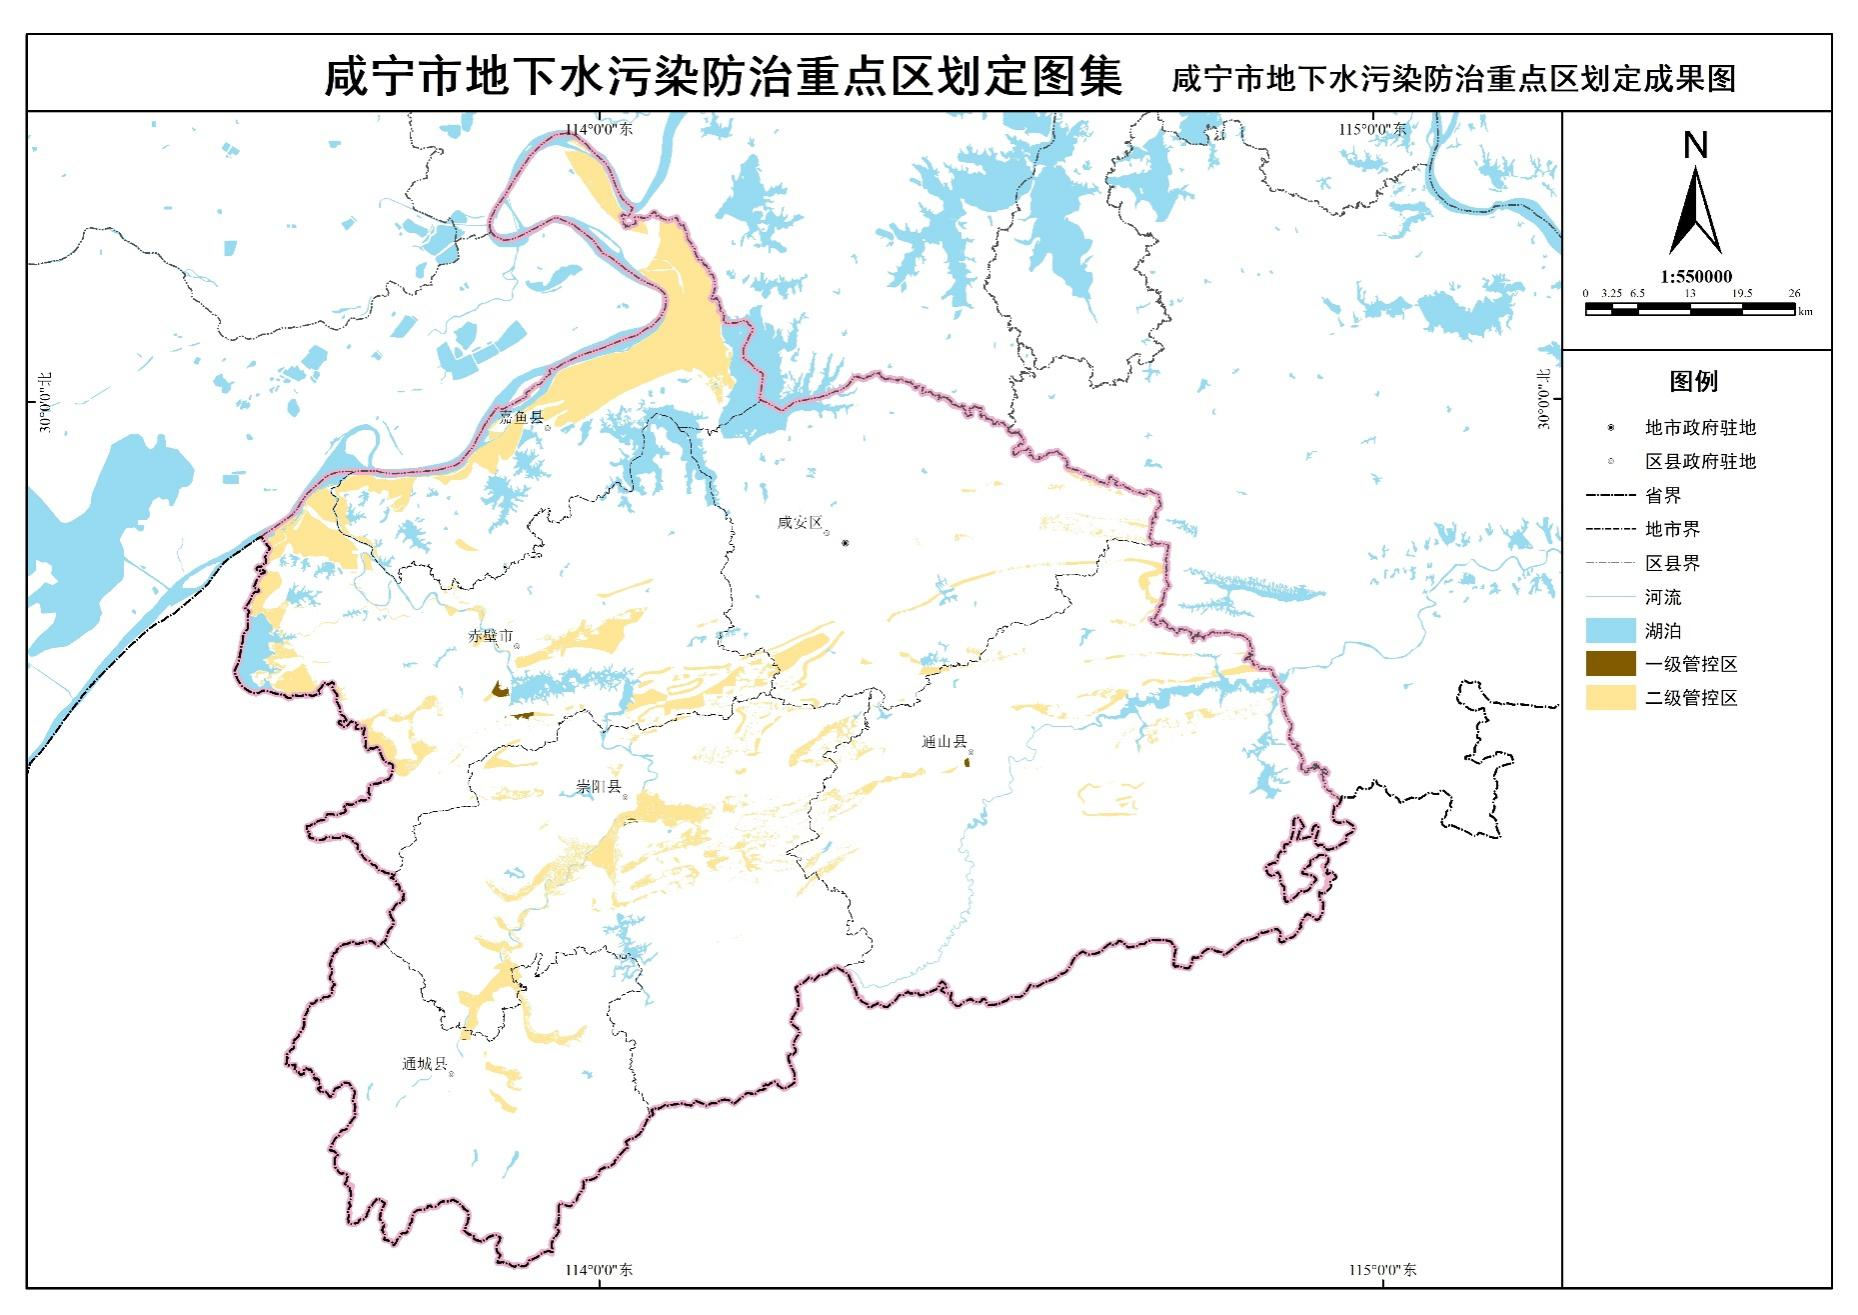 咸宁市地下水污染防治重点区划定图集 咸宁市地下水污染防治重点区划定成果图
114°0'0"东
115°0'0"东
N
1:550000
0 3.25 6.5 13 19.5 26
km
图例
地市政府驻地
区县政府驻地
省界
地市界
区县界
河流
湖泊
一级管控区
二级管控区
30°0'0"北
30°0'0"北
嘉鱼县
咸安区
赤壁市
通山县
崇阳县
通城县
114°0'0"东
115°0'0"东